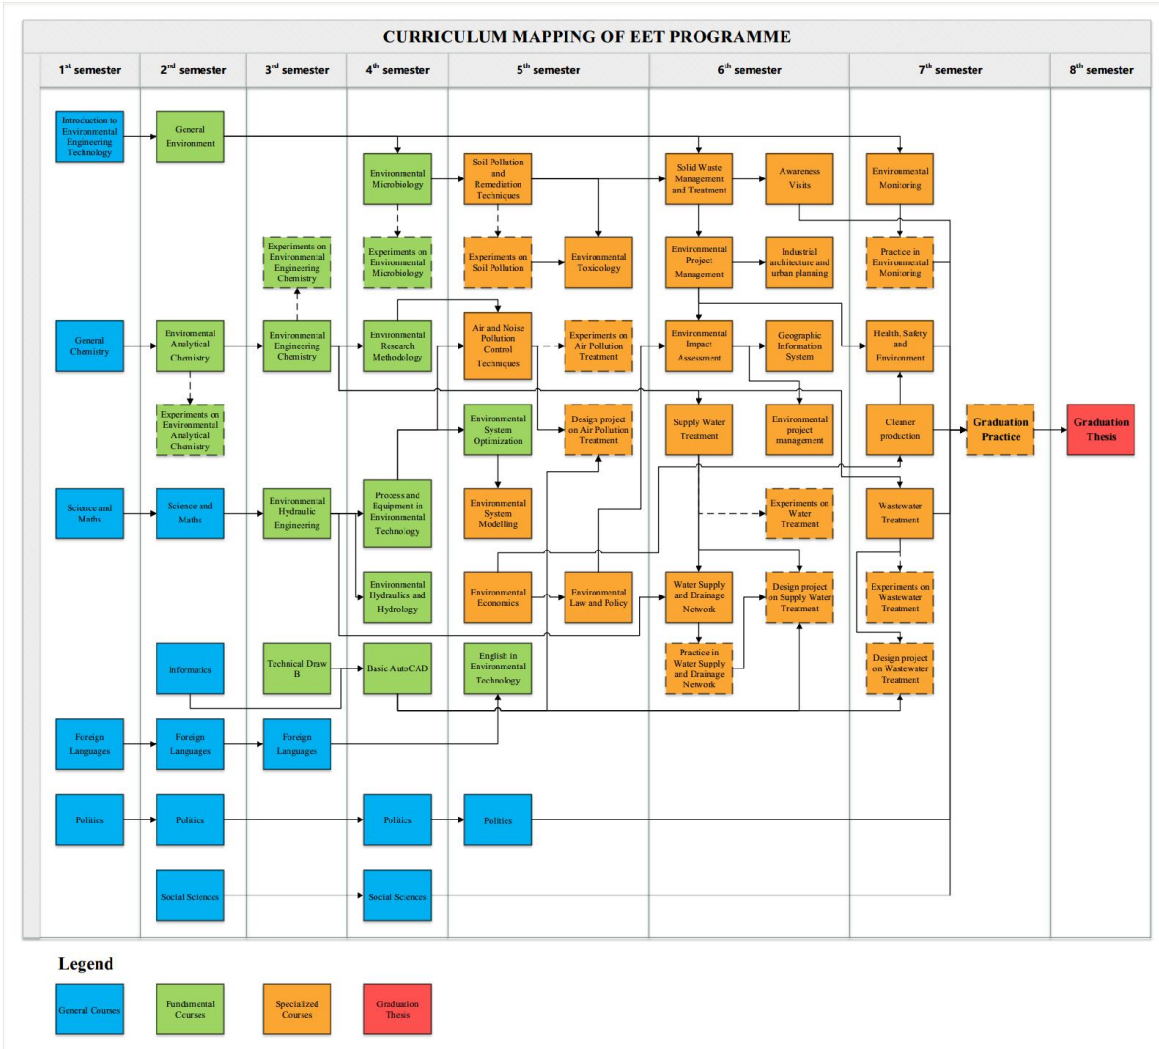 CURRICULUM MAPPING OF EET PROGRAMME
1st semester
2nd semester
3rd semester
4th semester
5th semester
6th semester
7th semester
8th semester
Introduction to
Environmental
Engineering
Technology
General
Environment
Environmental
Microbiology
Soil Pollution
and
Remediation
Techniques
Solid Waste
Management
and Treatment
Awareness
Visits
Environmental
Monitoring
Experiments on
Environmental
Engineering
Chemistry
Experiments on
Environmental
Microbiology
Experiments on
Soil Pollution
Environmental
Toxicology
Environmental
Project
Management
Industrial
architecture and
urban planning
Practice in
Environmental
Monitoring
General
Chemistry
Enviromental
Analytical
Chemistry
Environmental
Engineering
Chemistry
Environmental
Research
Methodology
Air and Noise
Pollution
Control
Techniques
Experiments on
Air Pollution
Treatment
Environmental
Impact
Assessment
Geographic
Information
System
Health, Safety
and
Environment
Experiments on
Environmental
Analytical
Chemistry
Environmental
System
Optimization
Design project
on Air Pollution
Treatment
Supply Water
Treatment
Environmental
project
management
Cleaner
production
Graduation
Practice
Graduation
Thesis
Science and
Maths
Science and
Maths
Environmental
Hydraulic
Engineering
Process and
Equipment in
Environmental
Technology
Environmental
System
Modelling
Experiments on
Water
Treatment
Wastewater
Treatment
Environmental
Hydraulics and
Hydrology
Environmental
Economics
Environmental
Law and Policy
Water Supply
and Drainage
Network
Design project
on Supply Water
Treatment
Experiments on
Wastewater
Treatment
Informatics
Technical Draw
B
Basic AutoCAD
English in
Environmental
Technology
Practice in
Water Supply
and Drainage
Network
Design project
on Wastewater
Treatment
Foreign
Languages
Foreign
Languages
Foreign
Languages
Politics
Politics
Politics
Politics
Social Sciences
Social Sciences
Legend
General Courses
Fundamental
Courses
Specialized
Courses
Graduation
Thesis